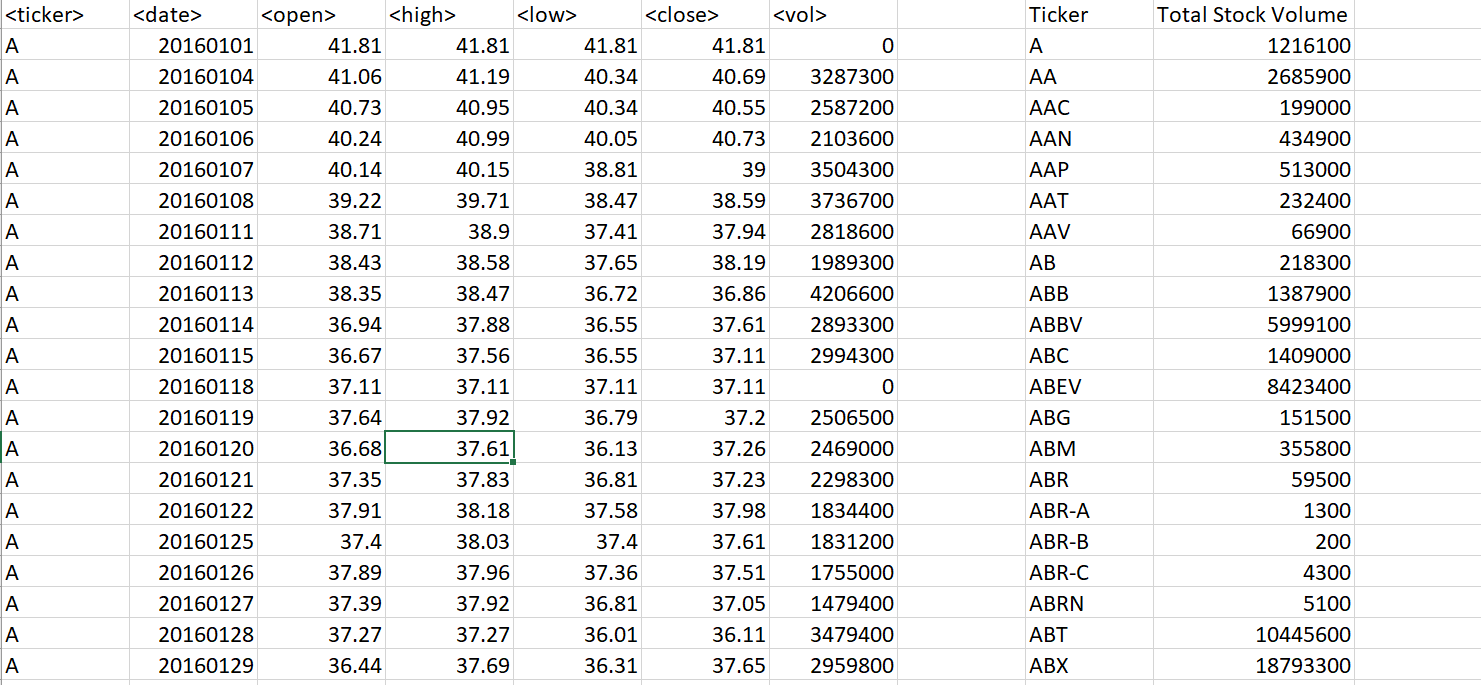 <ticker> <date> <open> <high> <low> <close> <vol> Ticker Total Stock Volume
A 20160101 41.81 41.81 41.81 41.81 0 A 1216100
A 20160104 41.06 41.19 40.34 40.69 3287300 AA 2685900
A 20160105 40.73 40.95 40.34 40.55 2587200 AAC 199000
A 20160106 40.24 40.99 40.05 40.73 2103600 AAN 434900
A 20160107 40.14 40.15 38.81 39 3504300 AAP 513000
A 20160108 39.22 39.71 38.47 38.59 3736700 AAT 232400
A 20160111 38.71 38.9 37.41 37.94 2818600 AAV 66900
A 20160112 38.43 38.58 37.65 38.19 1989300 AB 218300
A 20160113 38.35 38.47 36.72 36.86 4206600 ABB 1387900
A 20160114 36.94 37.88 36.55 37.61 2893300 ABBV 5999100
A 20160115 36.67 37.56 36.55 37.11 2994300 ABC 1409000
A 20160118 37.11 37.11 37.11 37.11 0 ABEV 8423400
A 20160119 37.64 37.92 36.79 37.2 2506500 ABG 151500
A 20160120 36.68 37.61 36.13 37.26 2469000 ABM 355800
A 20160121 37.35 37.83 36.81 37.23 2298300 ABR 59500
A 20160122 37.91 38.18 37.58 37.98 1834400 ABR-A 1300
A 20160125 37.4 38.03 37.4 37.61 1831200 ABR-B 200
A 20160126 37.89 37.96 37.36 37.51 1755000 ABR-C 4300
A 20160127 37.39 37.92 36.81 37.05 1479400 ABRN 5100
A 20160128 37.27 37.27 36.01 36.11 3479400 ABT 10445600
A 20160129 36.44 37.69 36.31 37.65 2959800 ABX 18793300